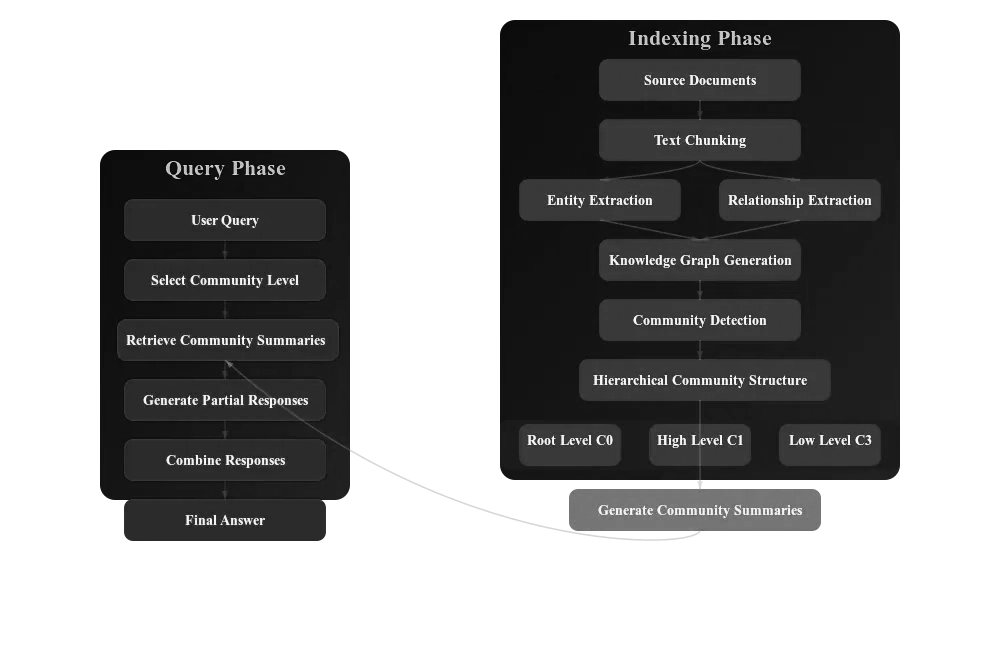 Query Phase
User Query
Select Community Level
Retrieve Community Summaries
Generate Partial Responses
Combine Responses
Final Answer
Indexing Phase
Source Documents
Text Chunking
Entity Extraction
Relationship Extraction
Knowledge Graph Generation
Community Detection
Hierarchical Community Structure
Root Level C0
High Level C1
Low Level C3
Generate Community Summaries